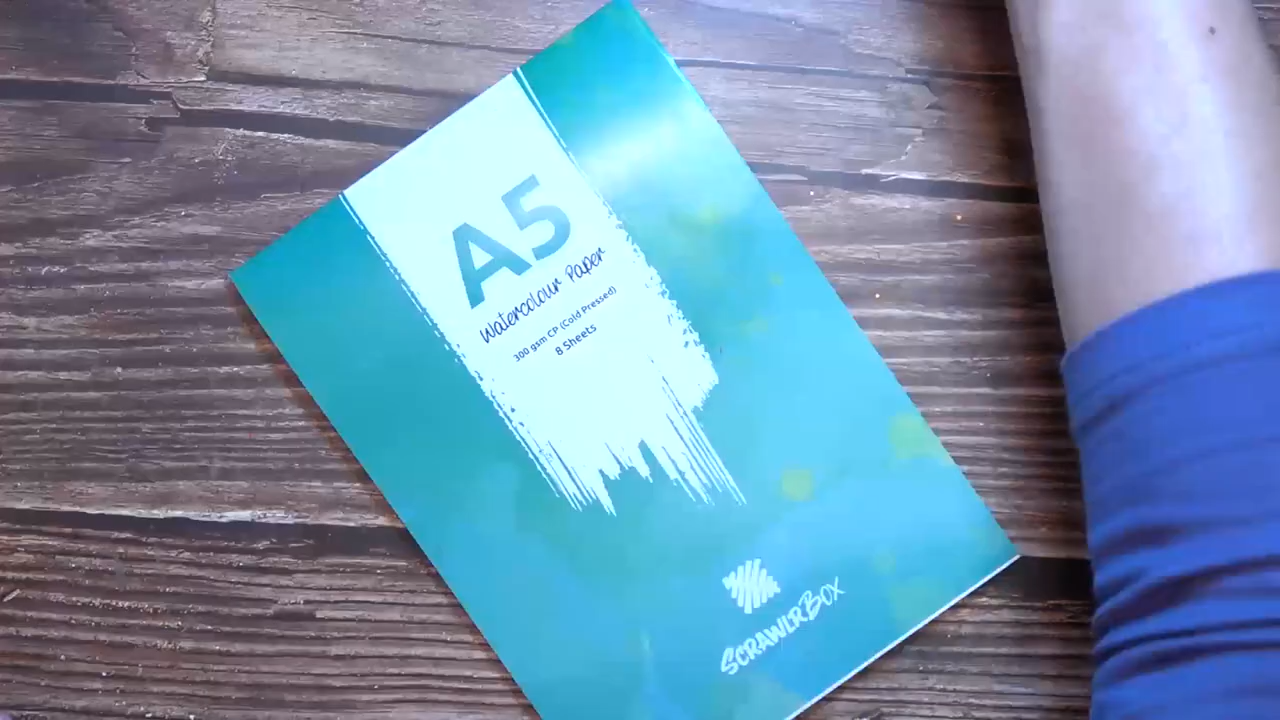 A5
Watercolour Paper
300 gsm CP (Cold Pressed)
8 Sheets
SCRAWLRBOX